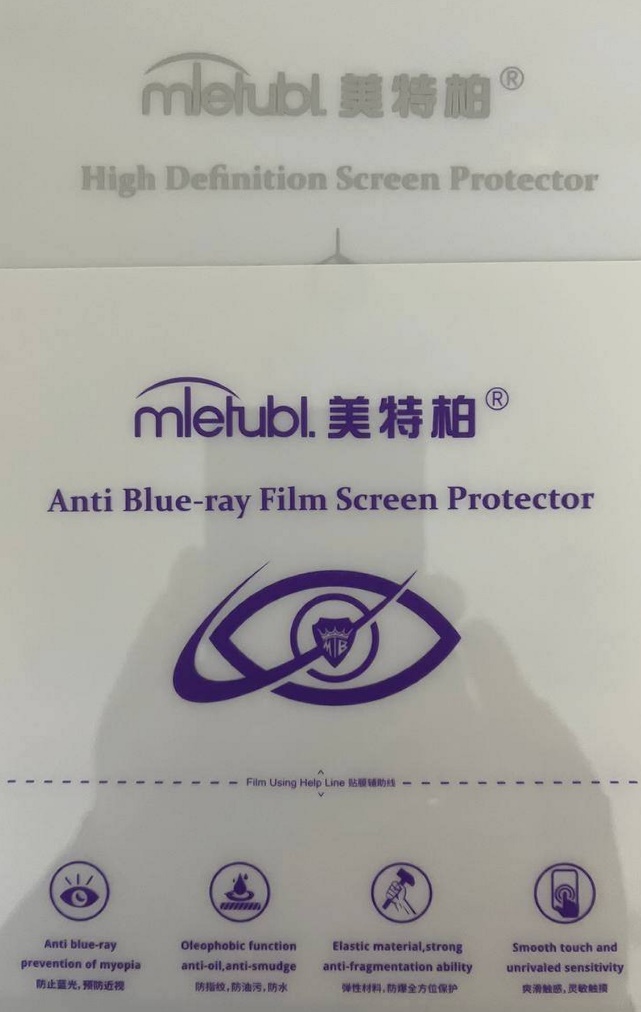 mletubl. 美特柏®
High Definition Screen Protector
mletubl. 美特柏®
Anti Blue-ray Film Screen Protector
MTB
Film Using Help Line 贴膜辅助线
Anti blue-ray
prevention of myopia
防止蓝光,预防近视
Oleophobic function
anti-oil,anti-smudge
防指纹,防油污,防水
Elastic material,strong
anti-fragmentation ability
弹性材料,防爆全方位保护
Smooth touch and
unrivaled sensitivity
爽滑触感,灵敏触摸